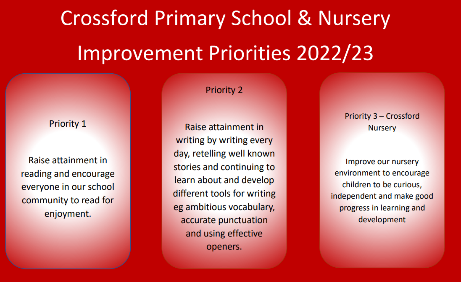 Crossford Primary School & Nursery
Improvement Priorities 2022/23
Priority 1
Raise attainment in
reading and encourage
everyone in our school
community to read for
enjoyment.
Priority 2
Raise attainment in
writing by writing every
day, retelling well known
stories and continuing to
learn about and develop
different tools for writing
eg ambitious vocabulary,
accurate punctuation
and using effective
openers.
Priority 3 – Crossford
Nursery
Improve our nursery
environment to encourage
children to be curious,
independent and make good
progress in learning and
development